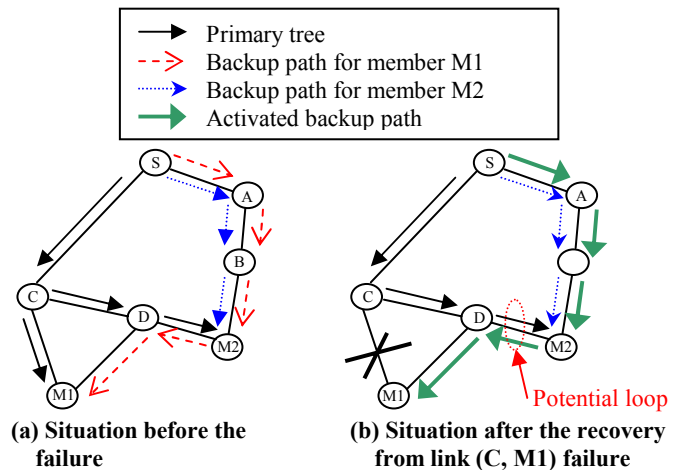 Primary tree
Backup path for member M1
Backup path for member M2
Activated backup path
S
A
B
C
D
M2
M1
S
A
C
D
M2
M1
Potential loop
(a) Situation before the
failure
(b) Situation after the recovery
from link (C, M1) failure